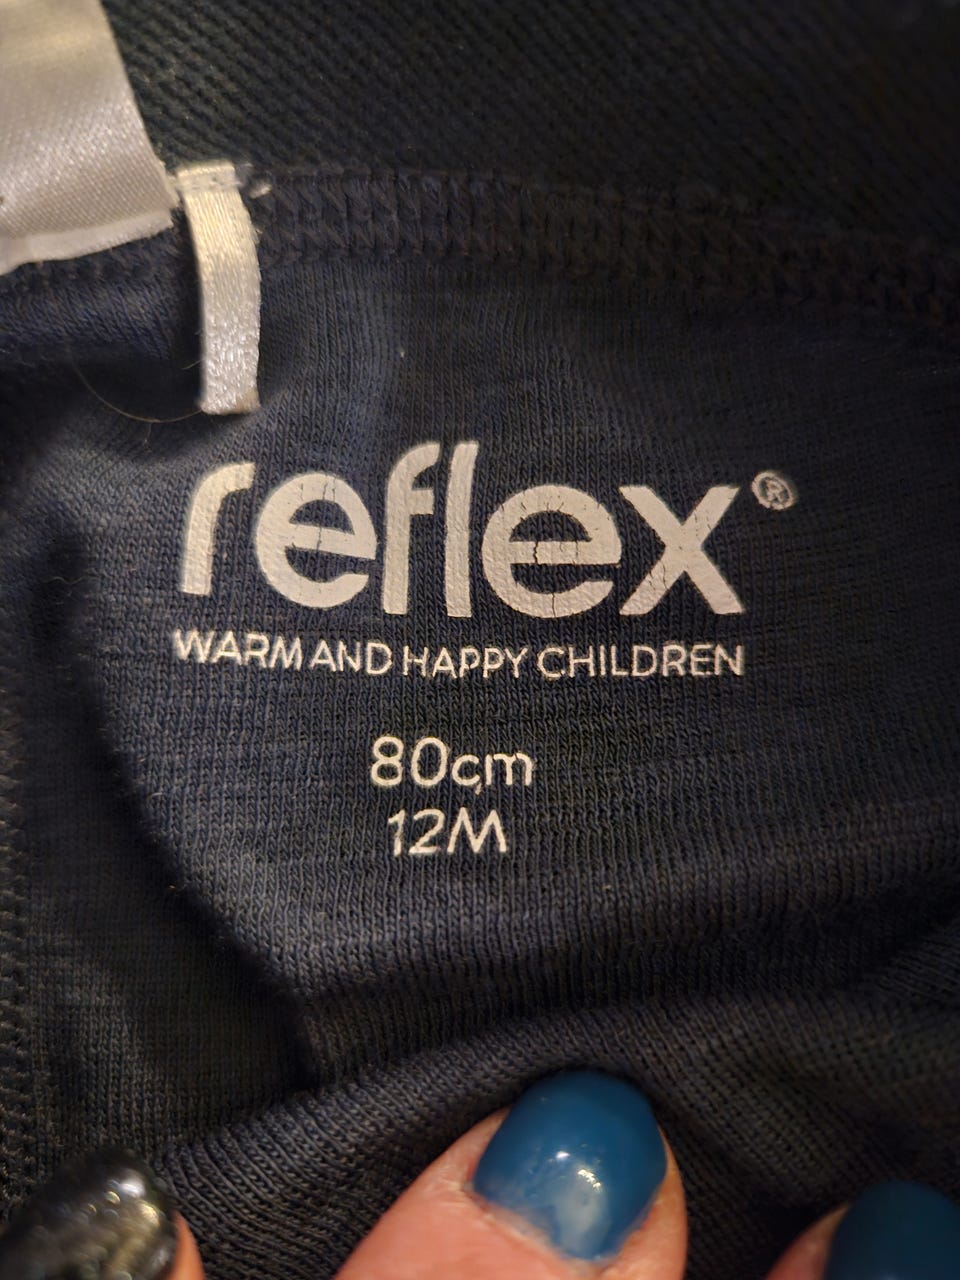 reflex®
WARM AND HAPPY CHILDREN
80cm
12M